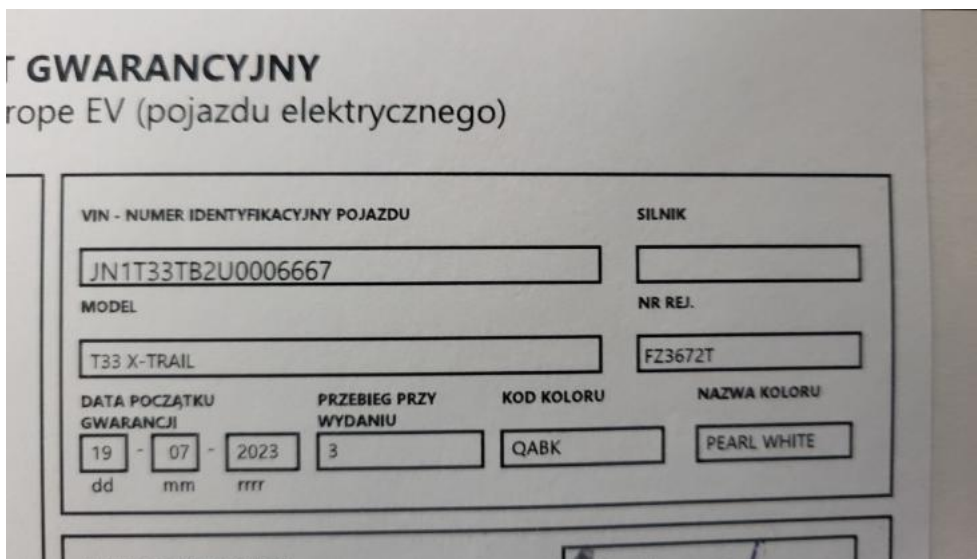 T GWARANCYJNY
rope EV (pojazdu elektrycznego)
VIN - NUMER IDENTYFIKACYJNY POJAZDU SILNIK
JN1T33TB2U0006667
MODEL NR REJ.
T33 X-TRAIL FZ3672T
DATA POCZĄTKU GWARANCJI PRZEBIEG PRZY WYDANIU KOD KOLORU NAZWA KOLORU
19 - 07 - 2023 3 QABK PEARL WHITE
dd mm rrrr